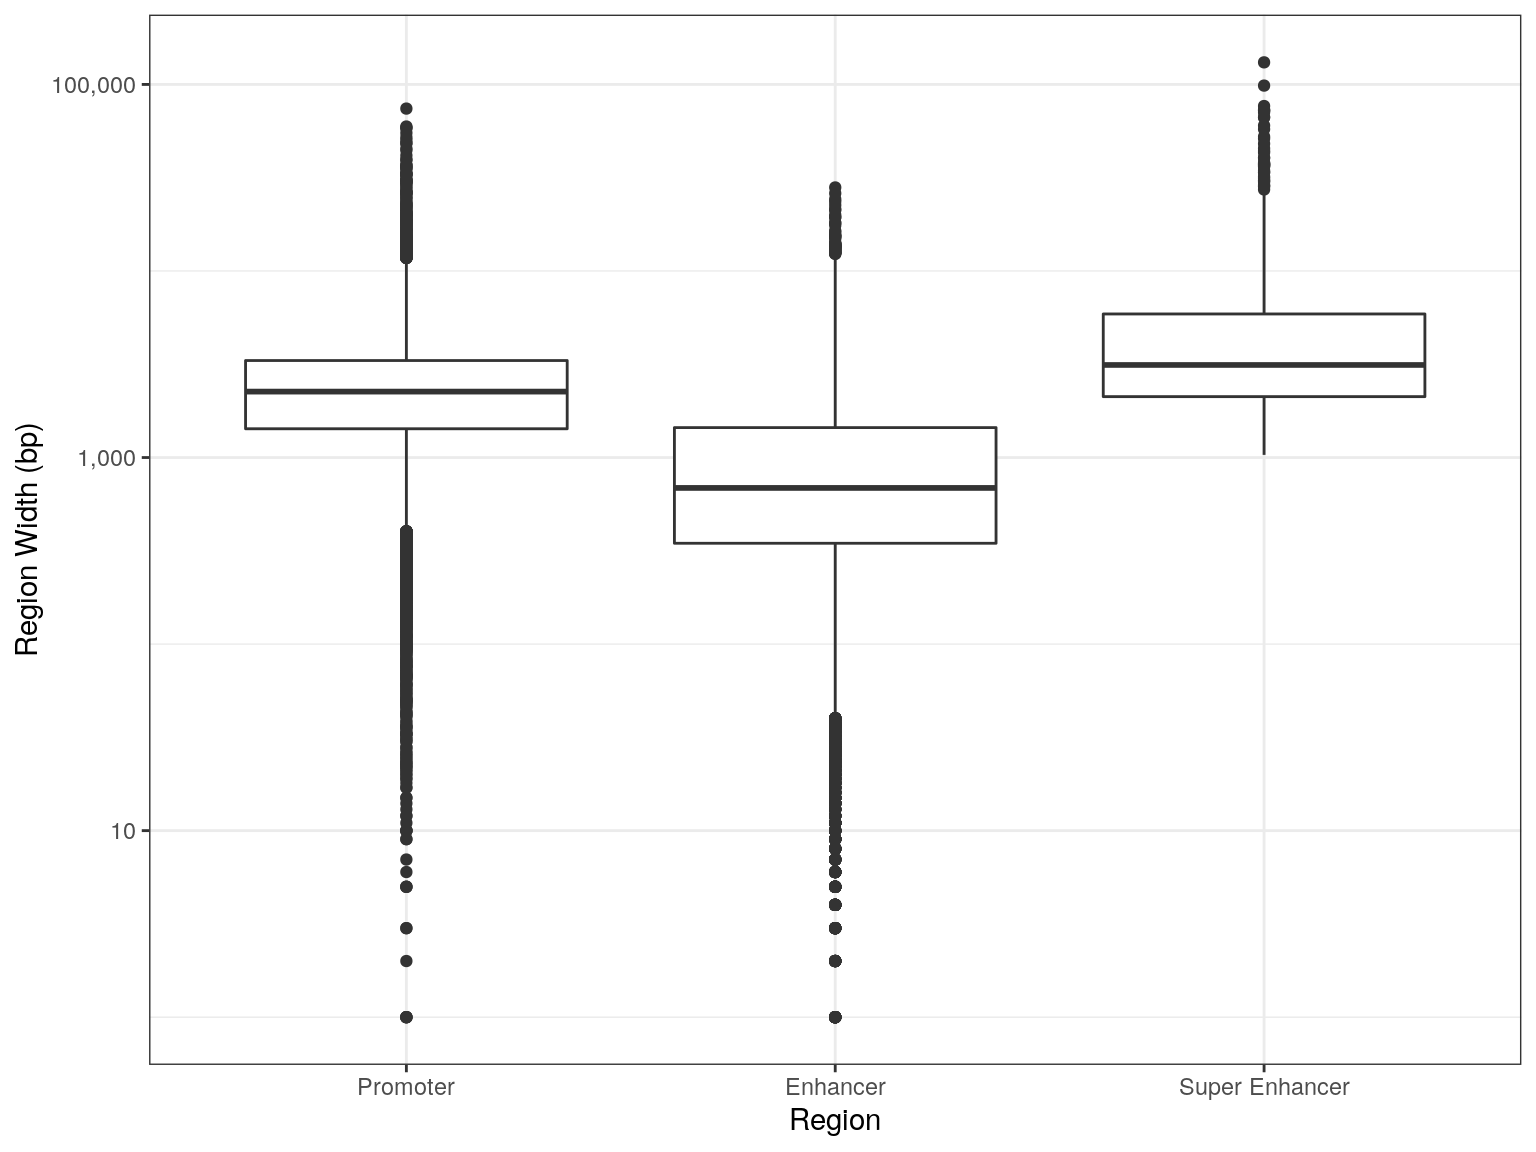 100,000
1,000
10
Region Width (bp)
Promoter
Enhancer
Super Enhancer
Region